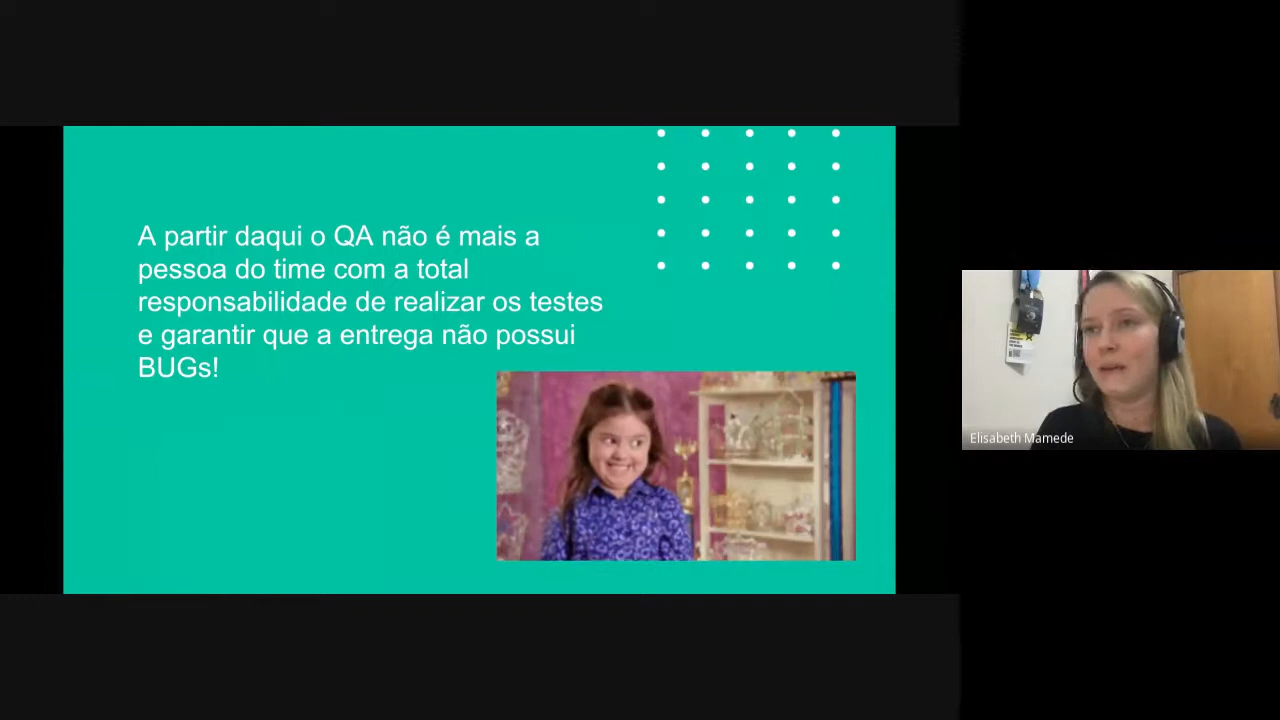 A partir daqui o QA não é mais a
pessoa do time com a total
responsabilidade de realizar os testes
e garantir que a entrega não possui
BUGs!
Elisabeth Mamede